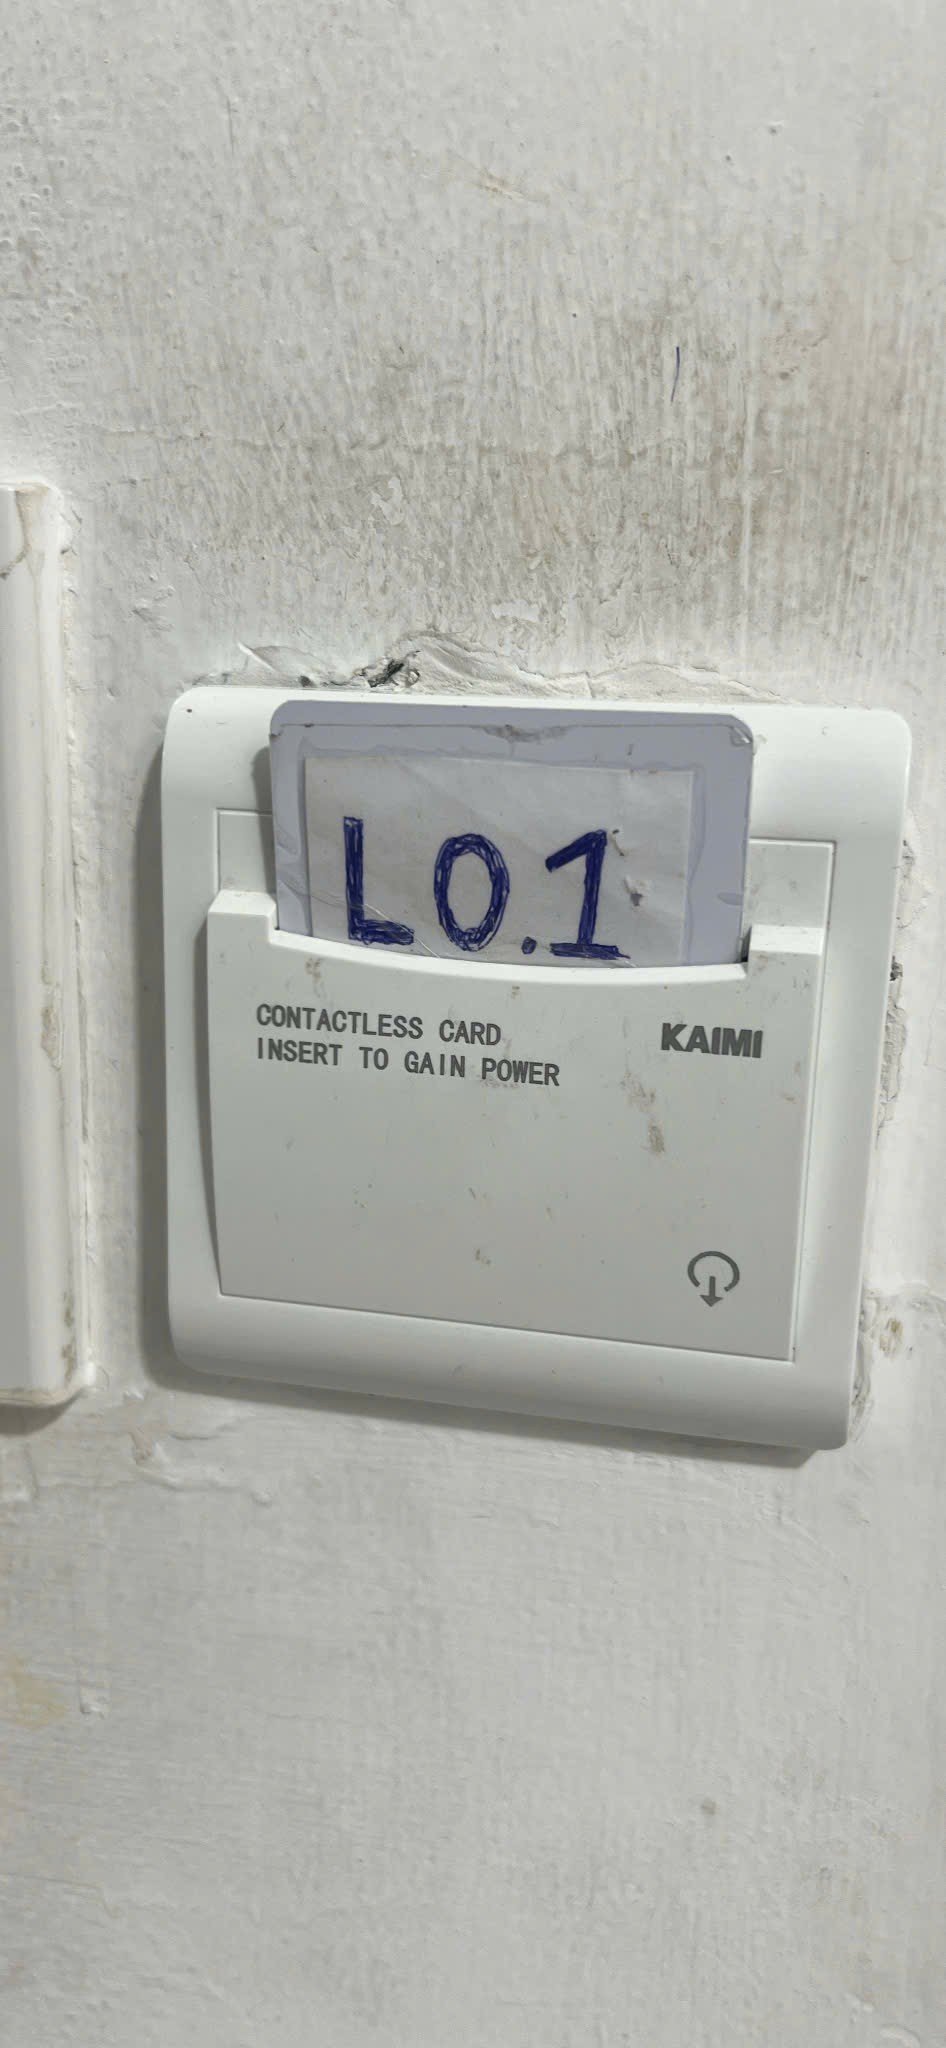 L0.1
CONTACTLESS CARD
INSERT TO GAIN POWER
KAIMI